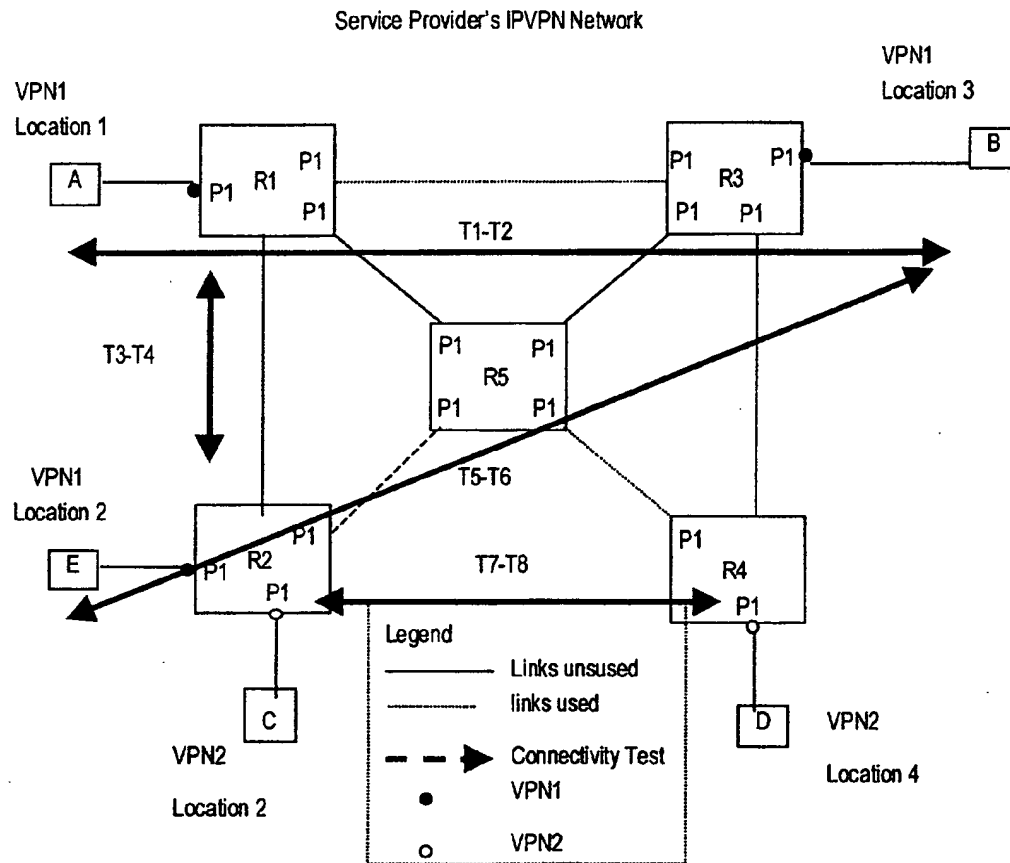 Service Provider's IPVPN Network
VPN1
Location 1
VPN1
Location 3
A
P1
R1
P1
P1
P1
P1
R3
P1
P1
B
T1-T2
T3-T4
P1
P1
R5
P1
P1
VPN1
Location 2
T5-T6
E
P1
R2
P1
P1
T7-T8
P1
R4
P1
Legend
Links unsused
links used
Connectivity Test
VPN1
VPN2
C
VPN2
Location 2
D
VPN2
Location 4